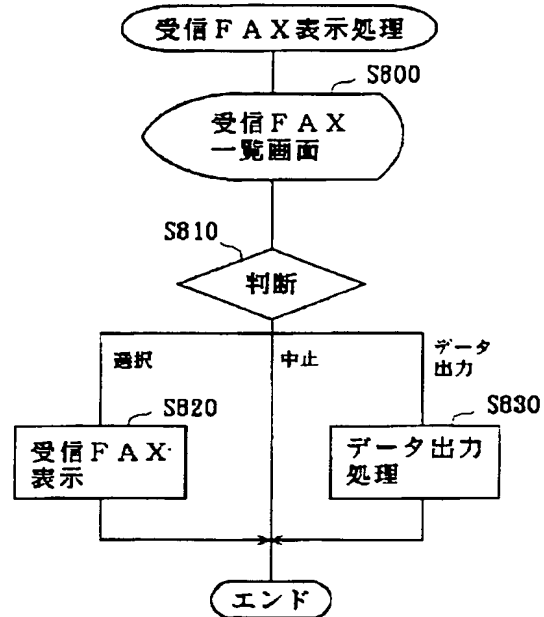 受信ＦＡＸ表示処理
S800
受信ＦＡＸ
一覧画面
S810
判断
選択
中止
データ
出力
S820
受信ＦＡＸ
表示
S830
データ出力
処理
エンド